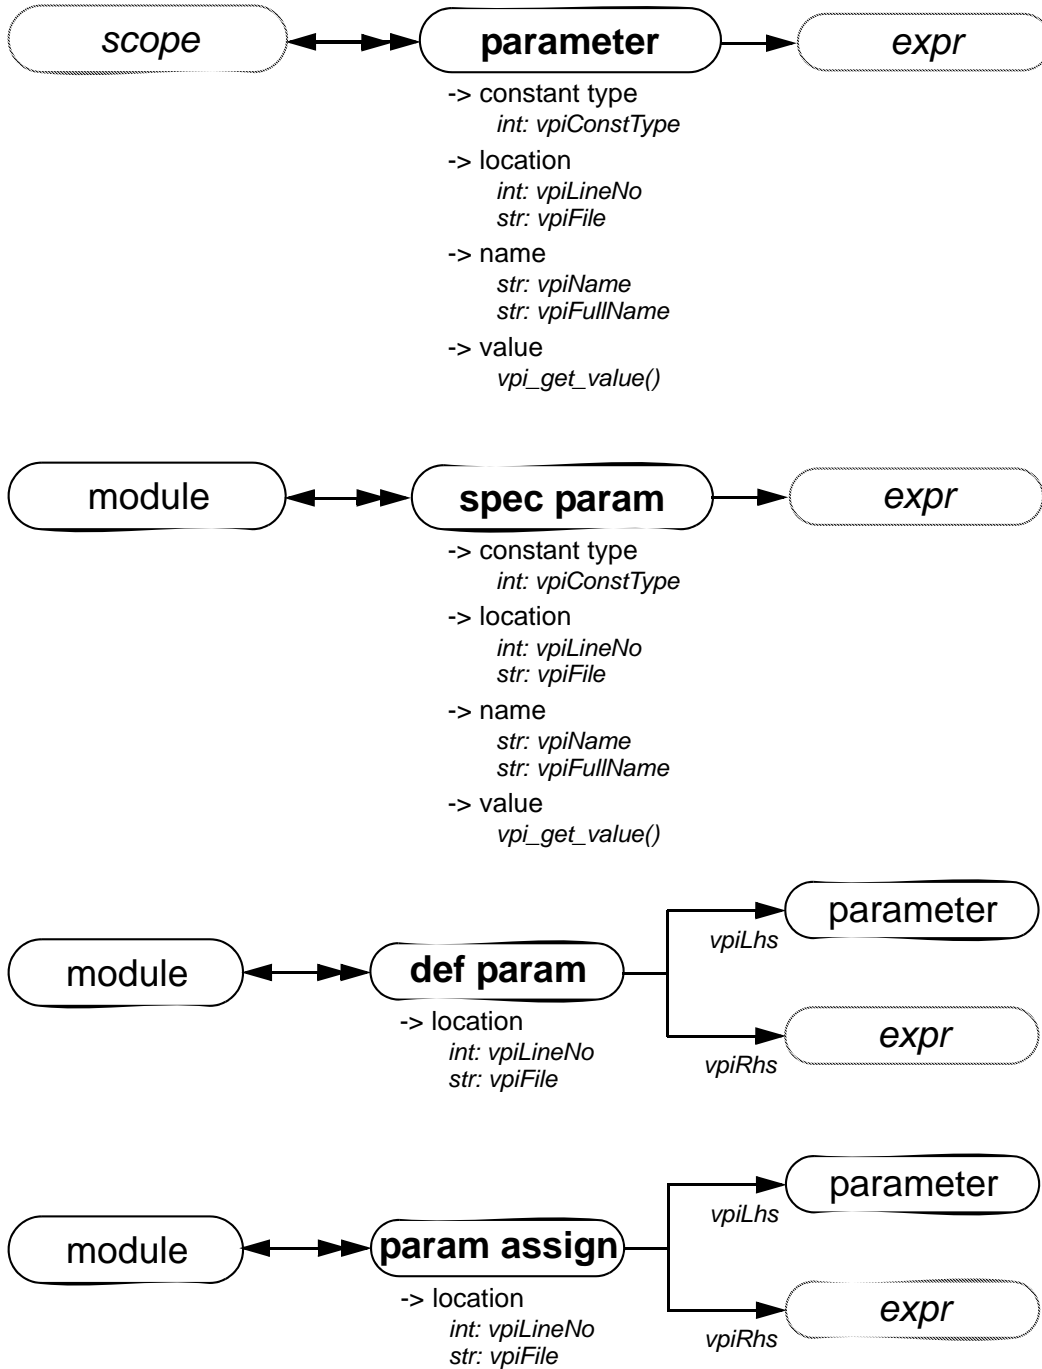 scope parameter expr
-> constant type
int: vpiConstType
-> location
int: vpiLineNo
str: vpiFile
-> name
str: vpiName
str: vpiFullName
-> value
vpi_get_value()
module spec param expr
-> constant type
int: vpiConstType
-> location
int: vpiLineNo
str: vpiFile
-> name
str: vpiName
str: vpiFullName
-> value
vpi_get_value()
parameter
vpiLhs
module def param
-> location
int: vpiLineNo
str: vpiFile
expr
vpiRhs
parameter
vpiLhs
module param assign
-> location
int: vpiLineNo
str: vpiFile
expr
vpiRhs